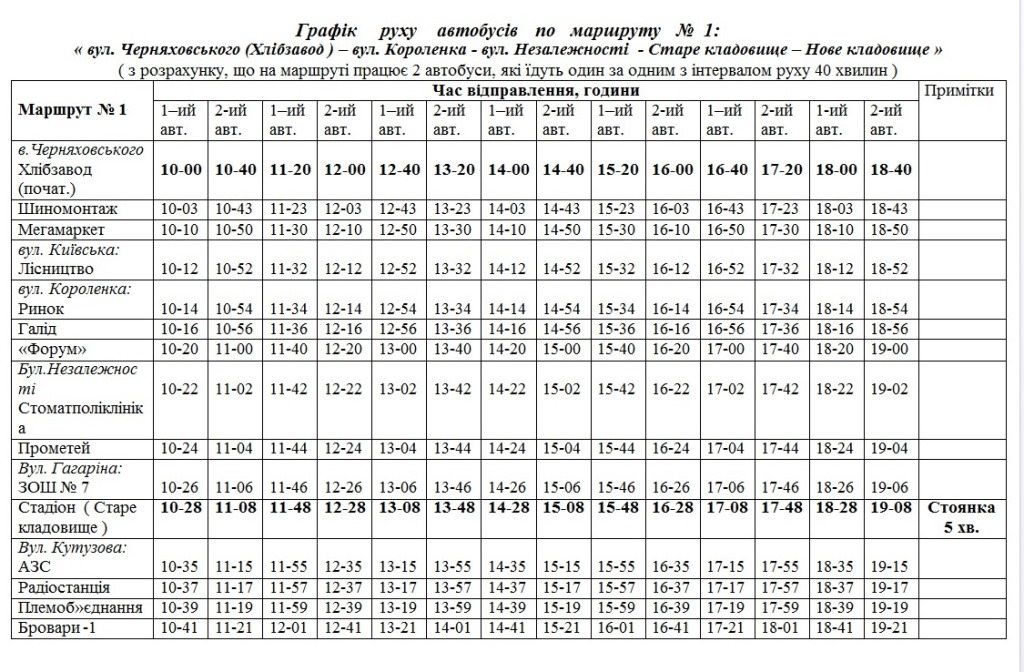 Графік руху автобусів по маршруту № 1:
« вул. Черняховського (Хлібзавод ) – вул. Короленка - вул. Незалежності - Старе кладовище – Нове кладовище »
( з розрахунку, що на маршруті працює 2 автобуси, які їдуть один за одним з інтервалом руху 40 хвилин )
Маршрут № 1 Час відправлення, години Примітки
1–ий 2-ий 1–ий 2-ий 1–ий 2-ий 1–ий 2-ий 1–ий 2-ий 1–ий 2-ий 1-ий 2-ий
авт. авт. авт. авт. авт. авт. авт. авт. авт. авт. авт. авт. авт. авт.
в.Черняховського
Хлібзавод 10-00 10-40 11-20 12-00 12-40 13-20 14-00 14-40 15-20 16-00 16-40 17-20 18-00 18-40
(почат.)
Шиномонтаж 10-03 10-43 11-23 12-03 12-43 13-23 14-03 14-43 15-23 16-03 16-43 17-23 18-03 18-43
Мегамаркет 10-10 10-50 11-30 12-10 12-50 13-30 14-10 14-50 15-30 16-10 16-50 17-30 18-10 18-50
вул. Київська:
Лісництво 10-12 10-52 11-32 12-12 12-52 13-32 14-12 14-52 15-32 16-12 16-52 17-32 18-12 18-52
вул. Короленка:
Ринок 10-14 10-54 11-34 12-14 12-54 13-34 14-14 14-54 15-34 16-14 16-54 17-34 18-14 18-54
Галід 10-16 10-56 11-36 12-16 12-56 13-36 14-16 14-56 15-36 16-16 16-56 17-36 18-16 18-56
«Форум» 10-20 11-00 11-40 12-20 13-00 13-40 14-20 15-00 15-40 16-20 17-00 17-40 18-20 19-00
Бул.Незалежнос
ті 10-22 11-02 11-42 12-22 13-02 13-42 14-22 15-02 15-42 16-22 17-02 17-42 18-22 19-02
Стоматполіклінік
а
Прометей 10-24 11-04 11-44 12-24 13-04 13-44 14-24 15-04 15-44 16-24 17-04 17-44 18-24 19-04
Вул. Гагаріна:
ЗОШ № 7 10-26 11-06 11-46 12-26 13-06 13-46 14-26 15-06 15-46 16-26 17-06 17-46 18-26 19-06
Стадіон ( Старе 10-28 11-08 11-48 12-28 13-08 13-48 14-28 15-08 15-48 16-28 17-08 17-48 18-28 19-08 Стоянка
кладовище ) 5 хв.
Вул. Кутузова:
АЗС 10-35 11-15 11-55 12-35 13-15 13-55 14-35 15-15 15-55 16-35 17-15 17-55 18-35 19-15
Радіостанція 10-37 11-17 11-57 12-37 13-17 13-57 14-37 15-17 15-57 16-37 17-17 17-57 18-37 19-17
Племоб»єднання 10-39 11-19 11-59 12-39 13-19 13-59 14-39 15-19 15-59 16-39 17-19 17-59 18-39 19-19
Бровари -1 10-41 11-21 12-01 12-41 13-21 14-01 14-41 15-21 16-01 16-41 17-21 18-01 18-41 19-21